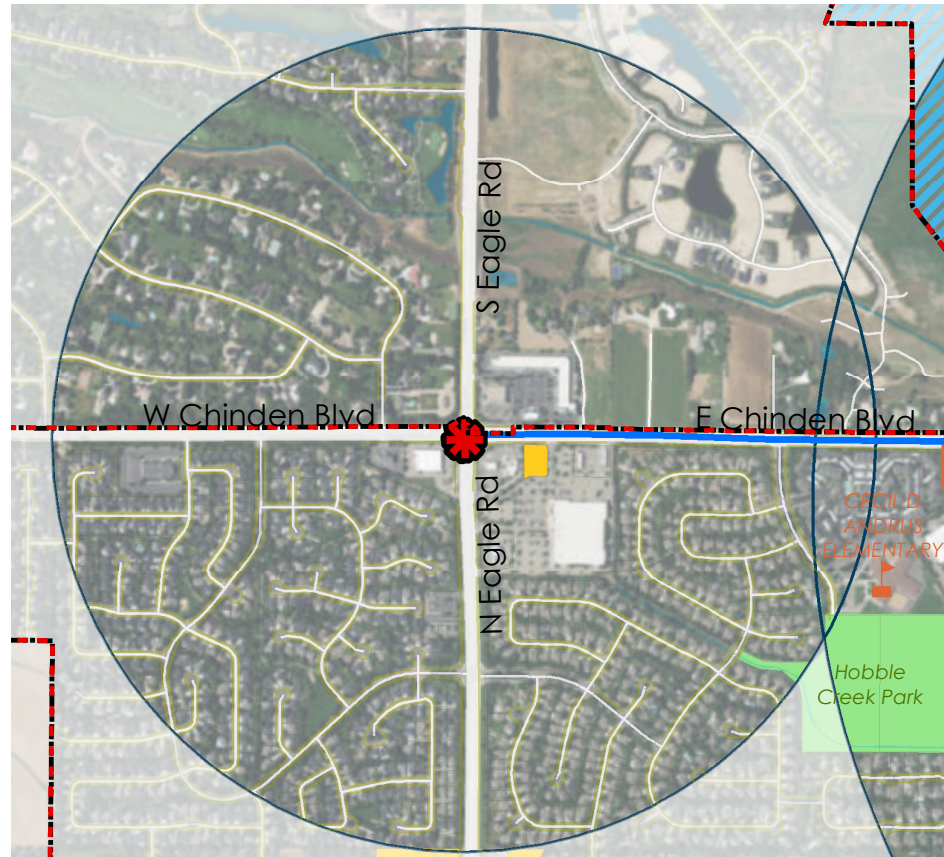 S Eagle Rd
W Chinden Blvd
E Chinden Blvd
N Eagle Rd
CECIL D
ANDRUS
ELEMENTARY
Hobble
Creek Park